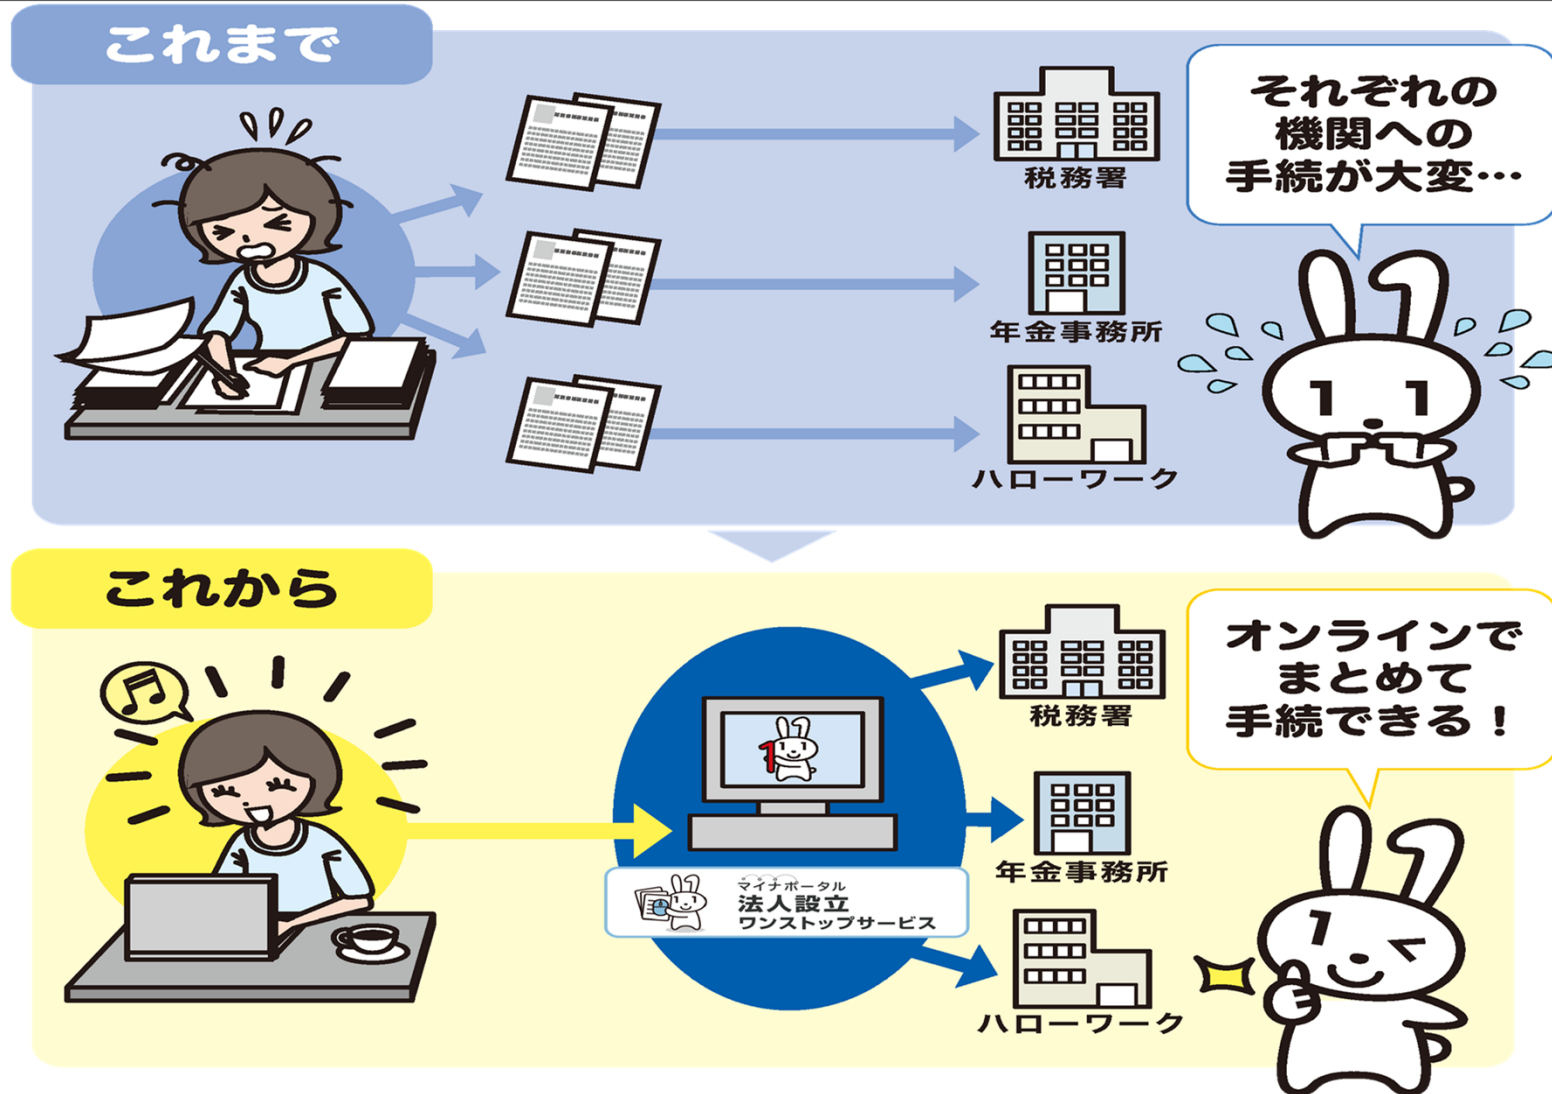 これまで
それぞれの
機関への
手続が大変…
税務署
年金事務所
ハローワーク
これから
オンラインで
まとめて
手続できる！
税務署
年金事務所
マイナポータル
法人設立
ワンストップサービス
ハローワーク